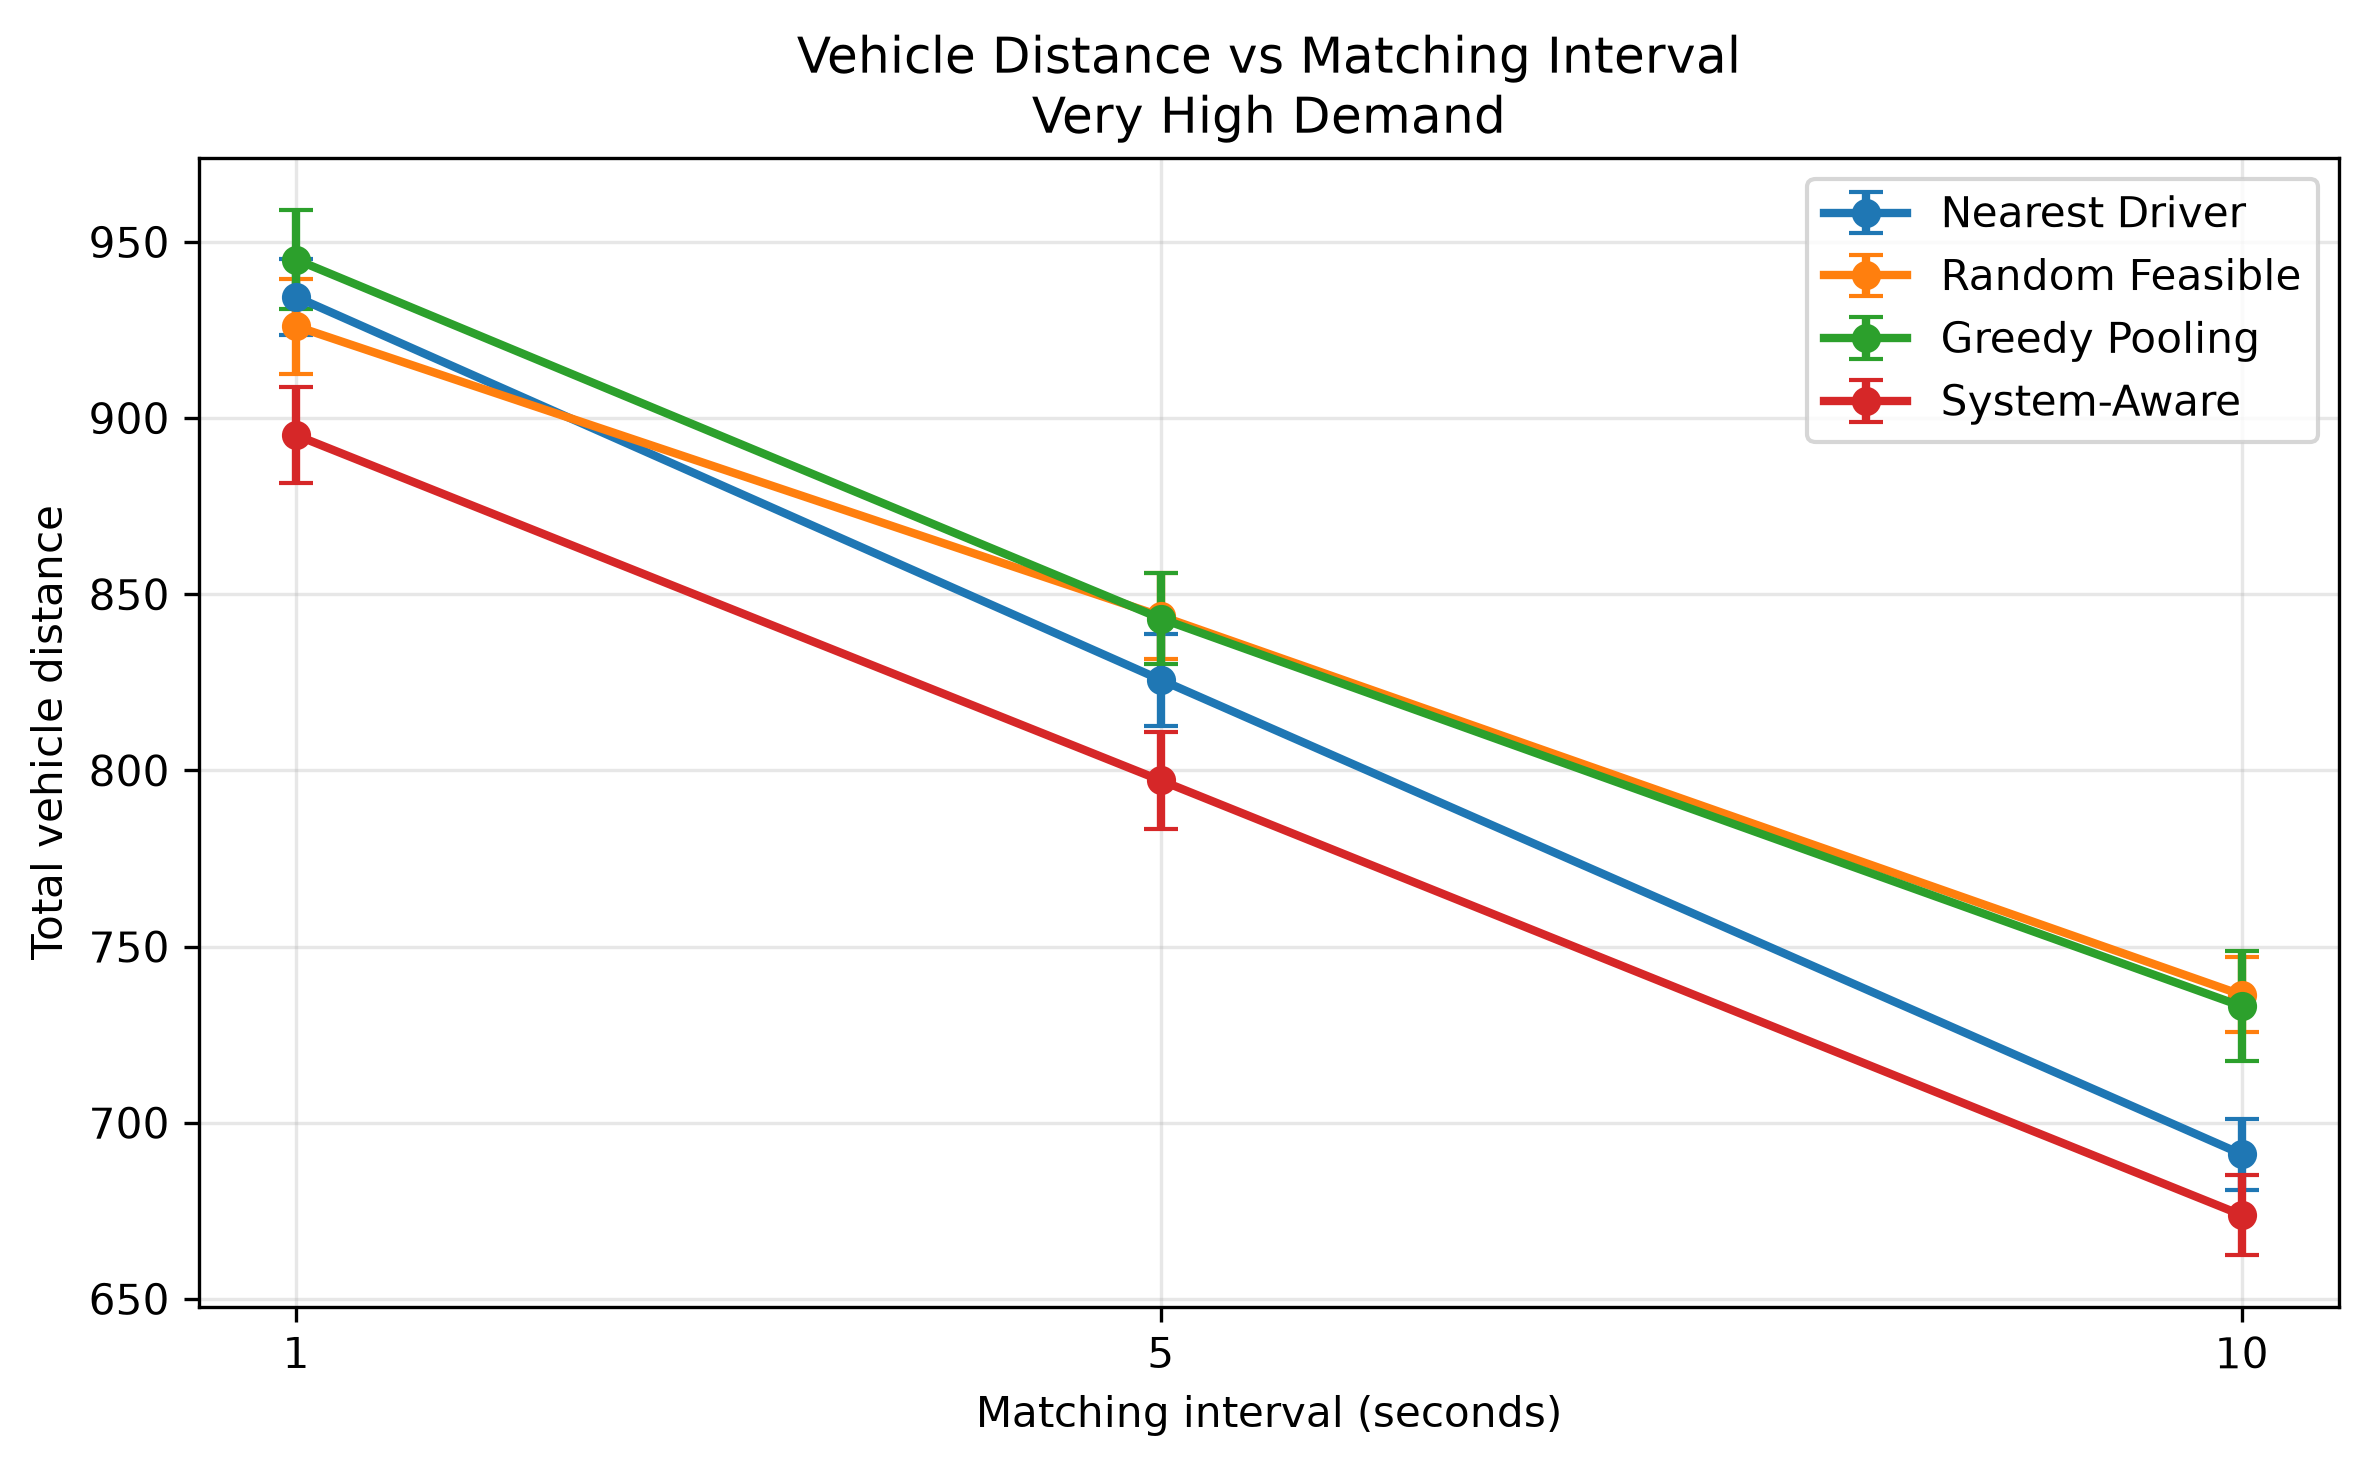 Vehicle Distance vs Matching Interval
Very High Demand
Total vehicle distance
950
900
850
800
750
700
650
Nearest Driver
Random Feasible
Greedy Pooling
System-Aware
1 5 10
Matching interval (seconds)